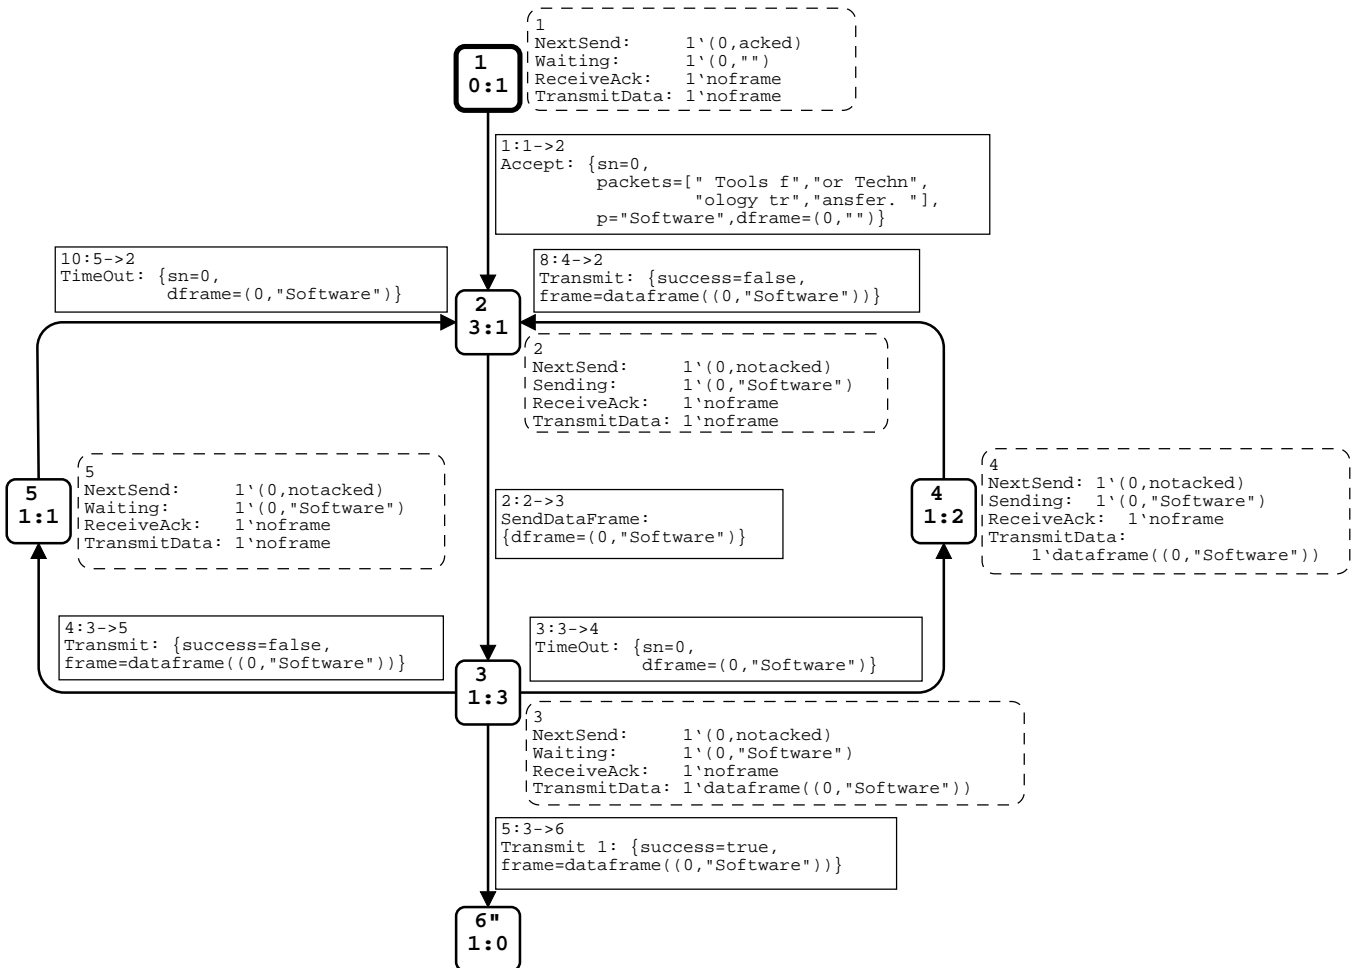 1
NextSend: 1`(0,acked)
Waiting: 1`(0,"")
ReceiveAck: 1`noframe
TransmitData: 1`noframe
1
0:1
1:1->2
Accept: {sn=0,
packets=[" Tools f","or Techn",
"ology tr","ansfer. "],
p="Software",dframe=(0,"")}
10:5->2
TimeOut: {sn=0,
dframe=(0,"Software")}
8:4->2
Transmit: {success=false,
frame=dataframe((0,"Software"))}
2
3:1
2
NextSend: 1`(0,notacked)
Sending: 1`(0,"Software")
ReceiveAck: 1`noframe
TransmitData: 1`noframe
5
1:1
5
NextSend: 1`(0,notacked)
Waiting: 1`(0,"Software")
ReceiveAck: 1`noframe
TransmitData: 1`noframe
2:2->3
SendDataFrame:
{dframe=(0,"Software")}
4
1:2
4
NextSend: 1`(0,notacked)
Sending: 1`(0,"Software")
ReceiveAck: 1`noframe
TransmitData:
1`dataframe((0,"Software"))
4:3->5
Transmit: {success=false,
frame=dataframe((0,"Software"))}
3:3->4
TimeOut: {sn=0,
dframe=(0,"Software")}
3
1:3
3
NextSend: 1`(0,notacked)
Waiting: 1`(0,"Software")
ReceiveAck: 1`noframe
TransmitData: 1`dataframe((0,"Software"))
5:3->6
Transmit 1: {success=true,
frame=dataframe((0,"Software"))}
6"
1:0